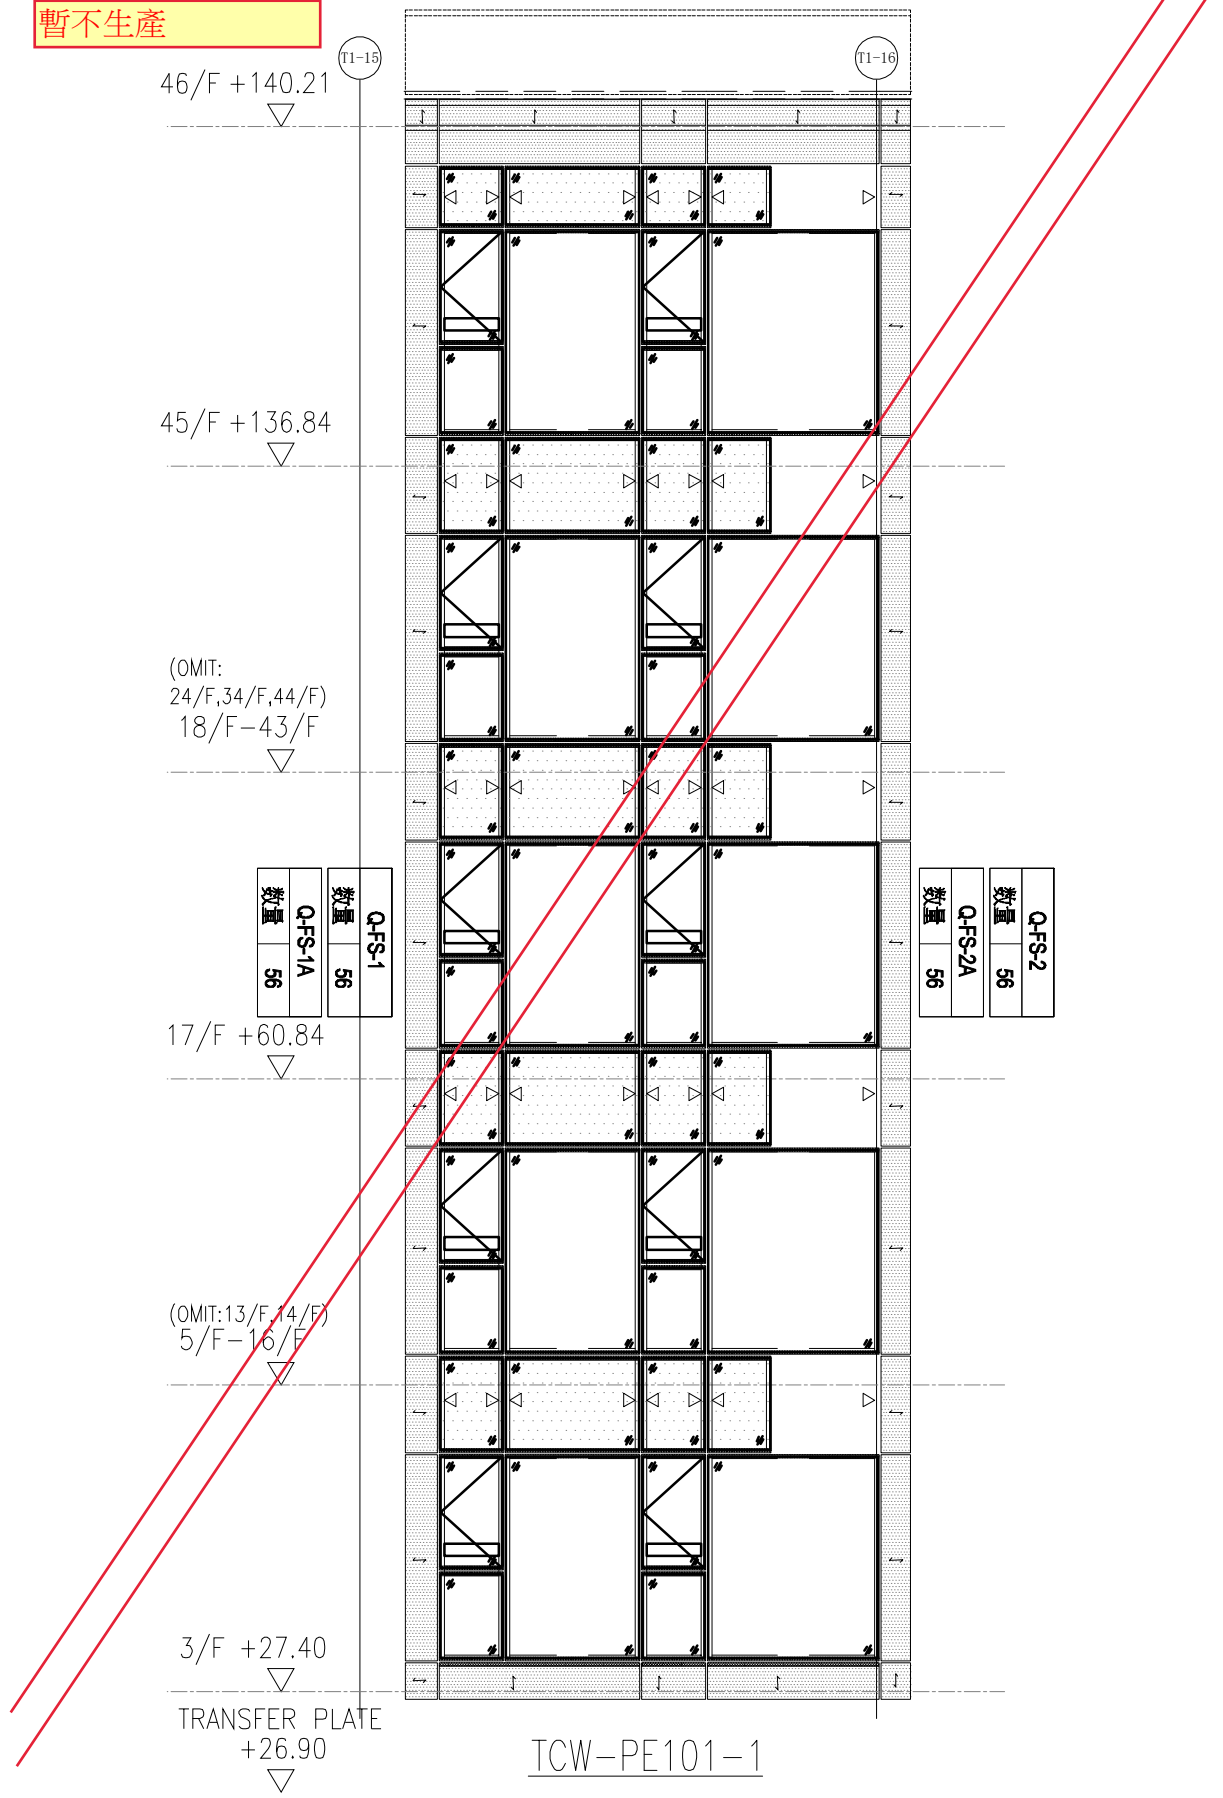 暫不生產
T1-15
T1-16
46/F +140.21
45/F +136.84
(OMIT:
24/F,34/F,44/F)
18/F-43/F
Q-FS-1
数量 56
Q-FS-1A
数量 56
Q-FS-2
数量 56
Q-FS-2A
数量 56
17/F +60.84
(OMIT:13/F,14/F)
5/F-16/F
3/F +27.40
TRANSFER PLATE
+26.90
TCW-PE101-1